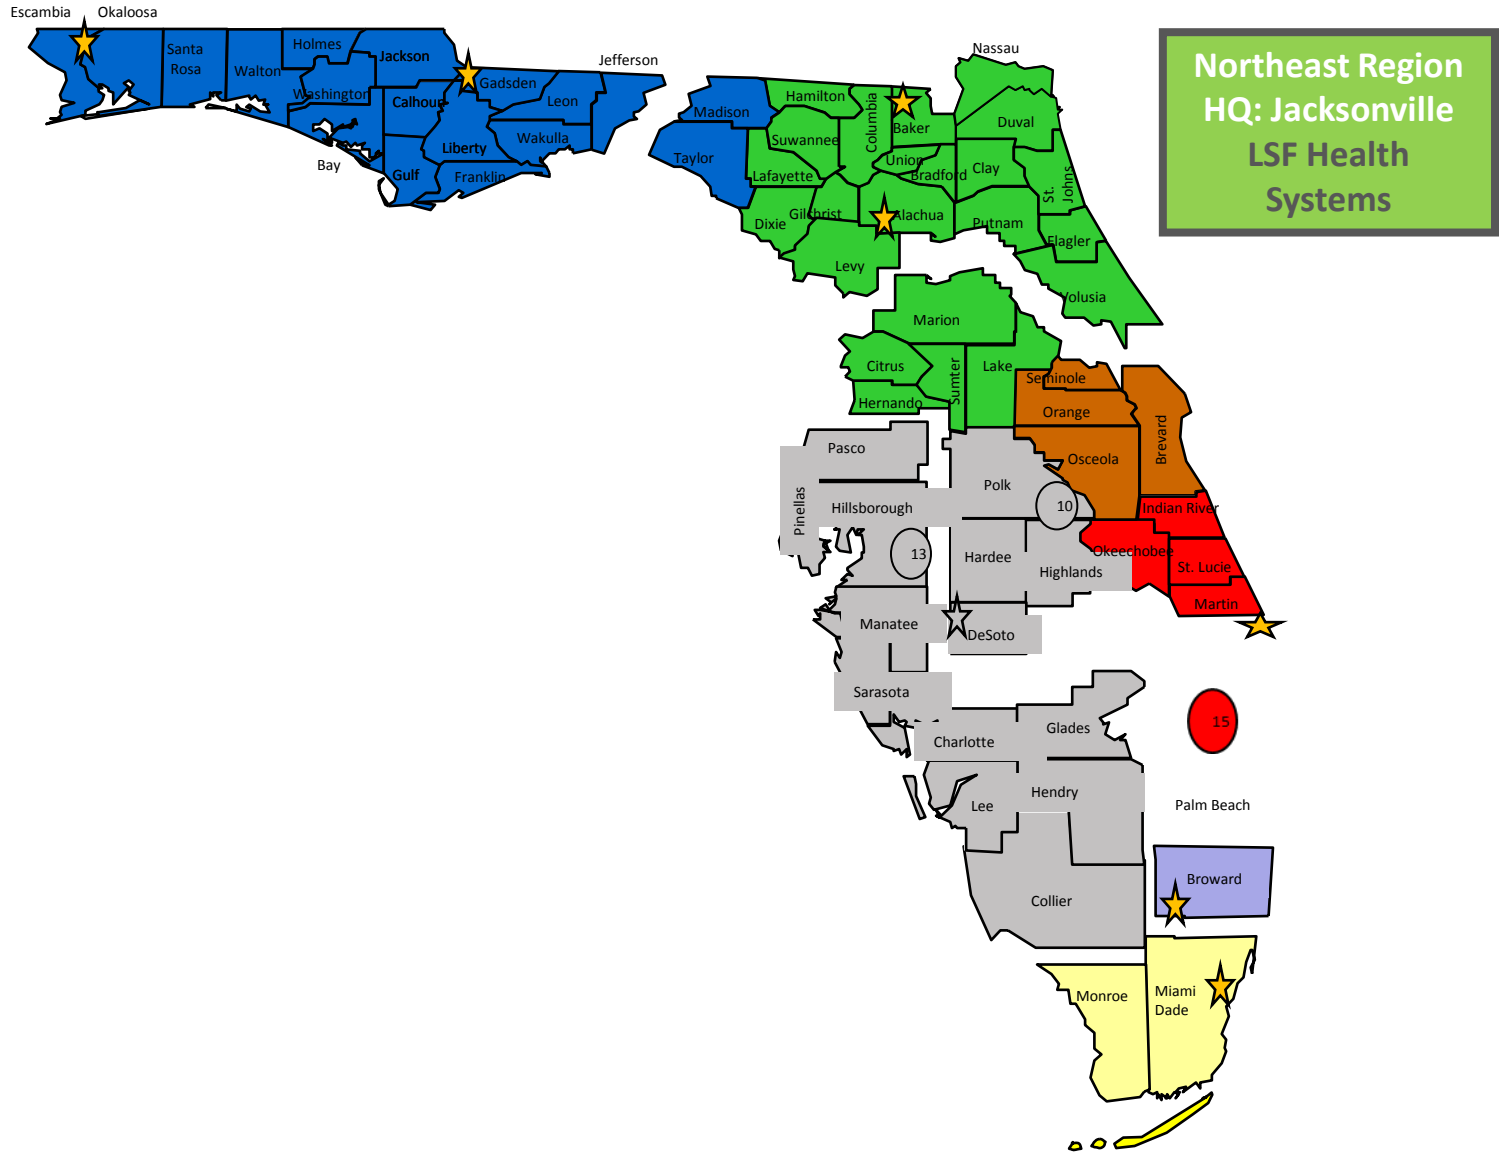 Escambia
Okaloosa
Santa
Rosa
Walton
Holmes
Washington
Bay
Jackson
Calhoun
Gulf
Liberty
Franklin
Gadsden
Leon
Wakulla
Jefferson
Madison
Taylor
Hamilton
Suwannee
Lafayette
Dixie
Columbia
Gilchrist
Levy
Baker
Union
Bradford
Alachua
Nassau
Duval
Clay
St.
Johns
Putnam
Flagler
Volusia
Northeast Region
HQ: Jacksonville
LSF Health
Systems
Marion
Citrus
Hernando
Sumter
Lake
Seminole
Orange
Osceola
Brevard
Pasco
Pinellas
Hillsborough
13
Polk
10
Hardee
Highlands
Manatee
DeSoto
Sarasota
Indian River
Okeechobee
St. Lucie
Martin
15
Charlotte
Glades
Lee
Hendry
Palm Beach
Collier
Broward
Monroe
Miami
Dade